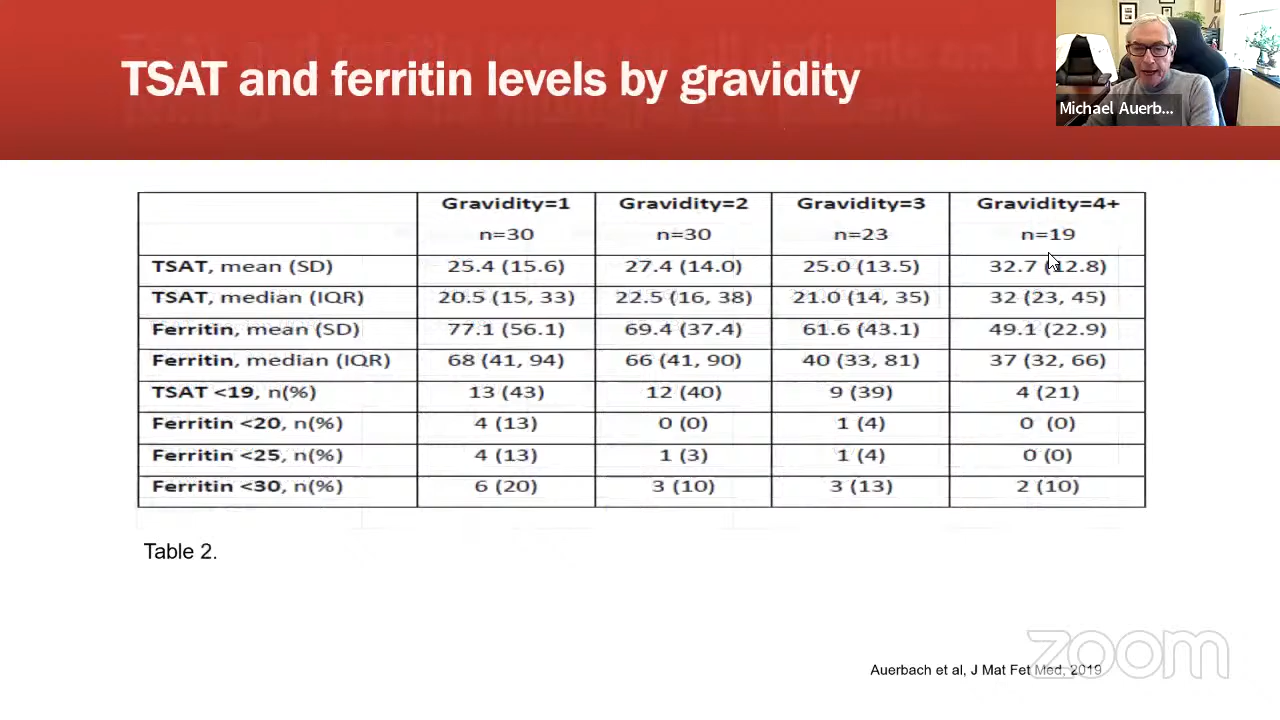 TSAT and ferritin levels by gravidity
Michael Auerb...
Gravidity=1 Gravidity=2 Gravidity=3 Gravidity=4+
n=30 n=30 n=23 n=19
TSAT, mean (SD) 25.4 (15.6) 27.4 (14.0) 25.0 (13.5) 32.7 (12.8)
TSAT, median (IQR) 20.5 (15, 33) 22.5 (16, 38) 21.0 (14, 35) 32 (23, 45)
Ferritin, mean (SD) 77.1 (56.1) 69.4 (37.4) 61.6 (43.1) 49.1 (22.9)
Ferritin, median (IQR) 68 (41, 94) 66 (41, 90) 40 (33, 81) 37 (32, 66)
TSAT <19, n(%) 13 (43) 12 (40) 9 (39) 4 (21)
Ferritin <20, n(%) 4 (13) 0 (0) 1 (4) 0 (0)
Ferritin <25, n(%) 4 (13) 1 (3) 1 (4) 0 (0)
Ferritin <30, n(%) 6 (20) 3 (10) 3 (13) 2 (10)
Table 2.
Auerbach et al, J Mat Fet Med, 2019
zoom